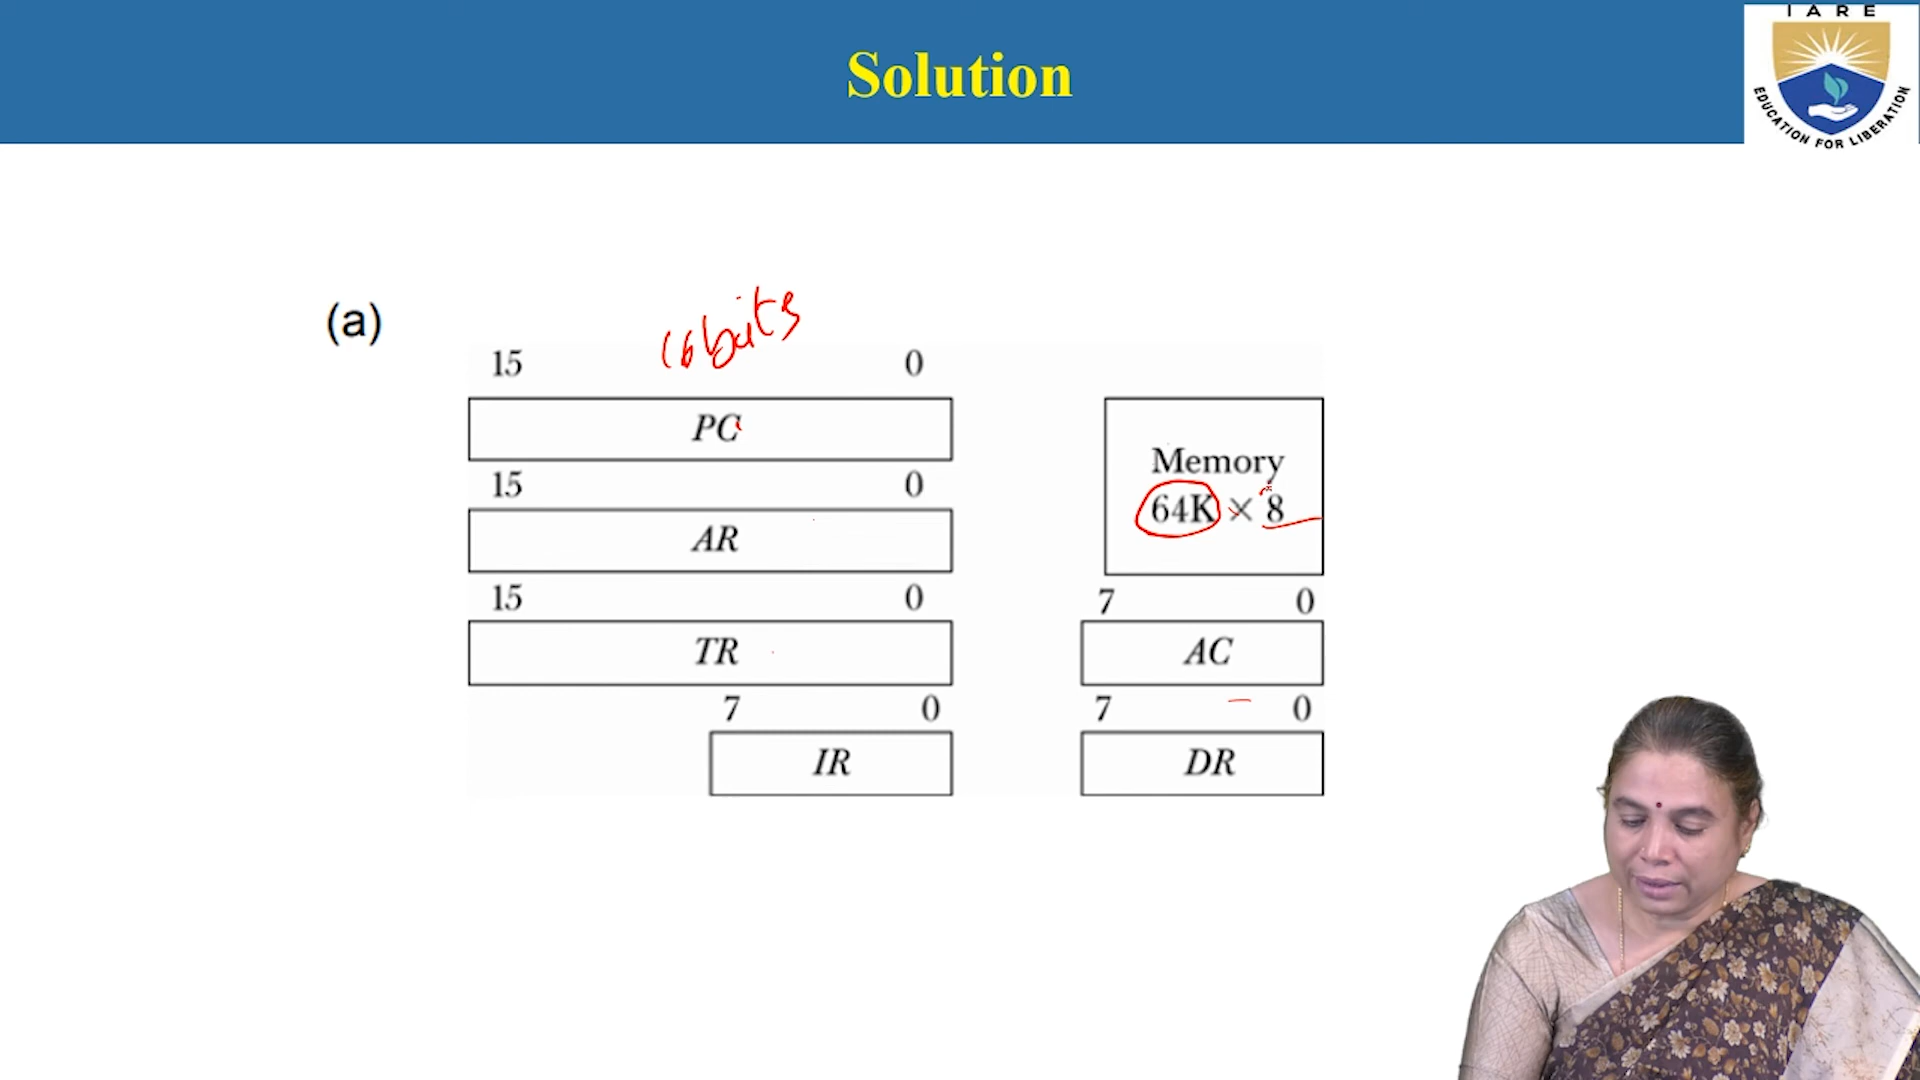 IARE
EDUCATION FOR LIBERATION
Solution
(a)
16 bits
15 0
PC
15 0
AR
15 0
TR
7 0
IR
Memory
64K × 8
7 0
AC
7 0
DR